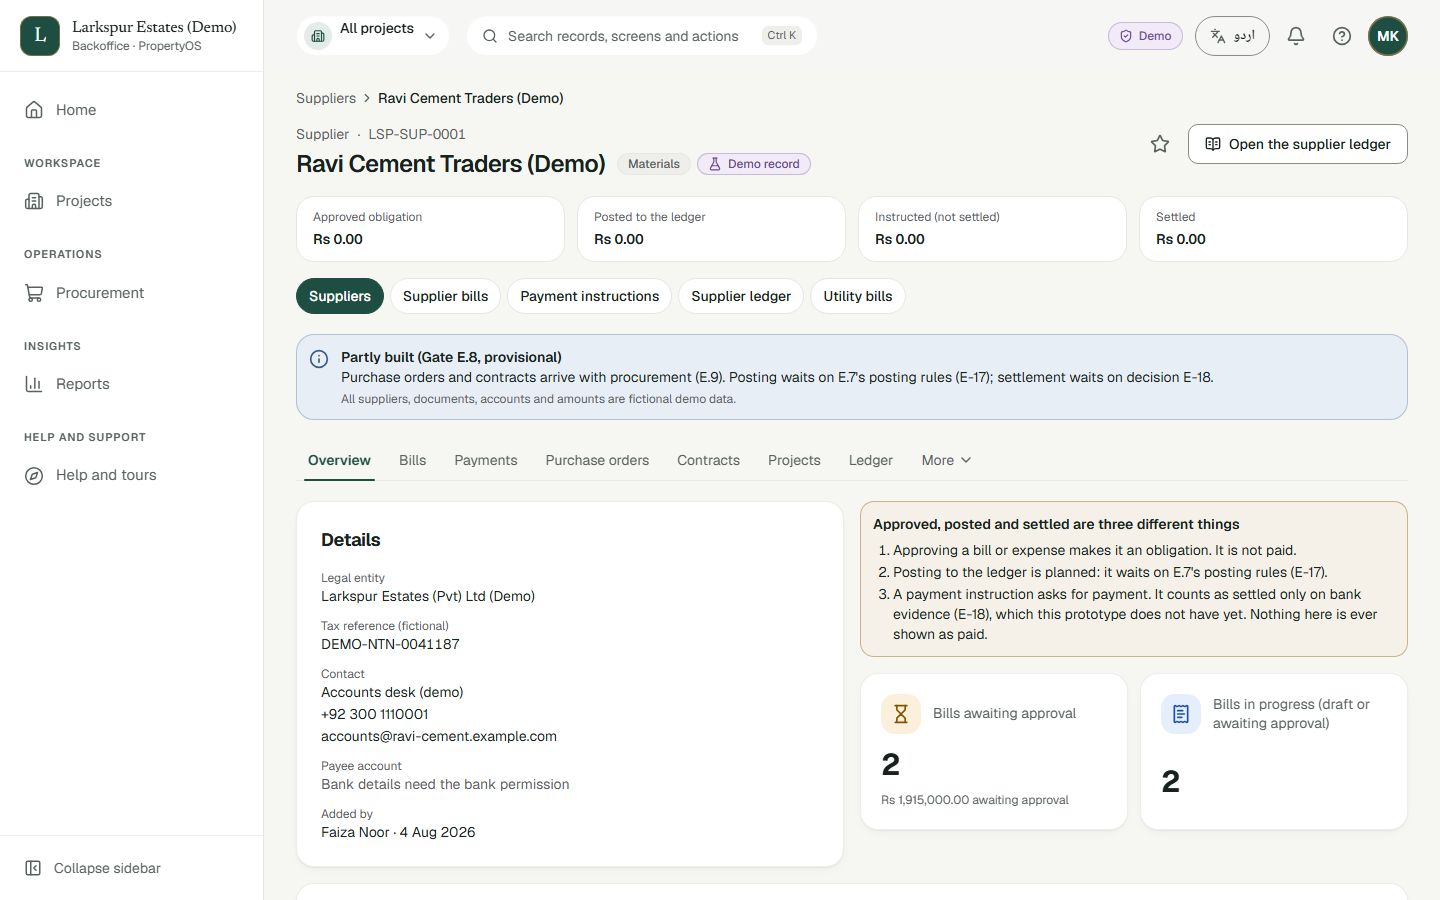 L
Larkspur Estates (Demo)
Backoffice · PropertyOS
All projects
Search records, screens and actions
Ctrl K
Demo
اردو
MK
Home
WORKSPACE
Projects
OPERATIONS
Procurement
INSIGHTS
Reports
HELP AND SUPPORT
Help and tours
Collapse sidebar
Suppliers > Ravi Cement Traders (Demo)
Supplier · LSP-SUP-0001
Ravi Cement Traders (Demo)
Materials
Demo record
Open the supplier ledger
Approved obligation
Rs 0.00
Posted to the ledger
Rs 0.00
Instructed (not settled)
Rs 0.00
Settled
Rs 0.00
Suppliers
Supplier bills
Payment instructions
Supplier ledger
Utility bills
Partly built (Gate E.8, provisional)
Purchase orders and contracts arrive with procurement (E.9). Posting waits on E.7's posting rules (E-17); settlement waits on decision E-18.
All suppliers, documents, accounts and amounts are fictional demo data.
Overview
Bills
Payments
Purchase orders
Contracts
Projects
Ledger
More
Details
Legal entity
Larkspur Estates (Pvt) Ltd (Demo)
Tax reference (fictional)
DEMO-NTN-0041187
Contact
Accounts desk (demo)
+92 300 1110001
accounts@ravi-cement.example.com
Payee account
Bank details need the bank permission
Added by
Faiza Noor · 4 Aug 2026
Approved, posted and settled are three different things
1. Approving a bill or expense makes it an obligation. It is not paid.
2. Posting to the ledger is planned: it waits on E.7's posting rules (E-17).
3. A payment instruction asks for payment. It counts as settled only on bank
evidence (E-18), which this prototype does not have yet. Nothing here is ever
shown as paid.
Bills awaiting approval
2
Rs 1,915,000.00 awaiting approval
Bills in progress (draft or
awaiting approval)
2